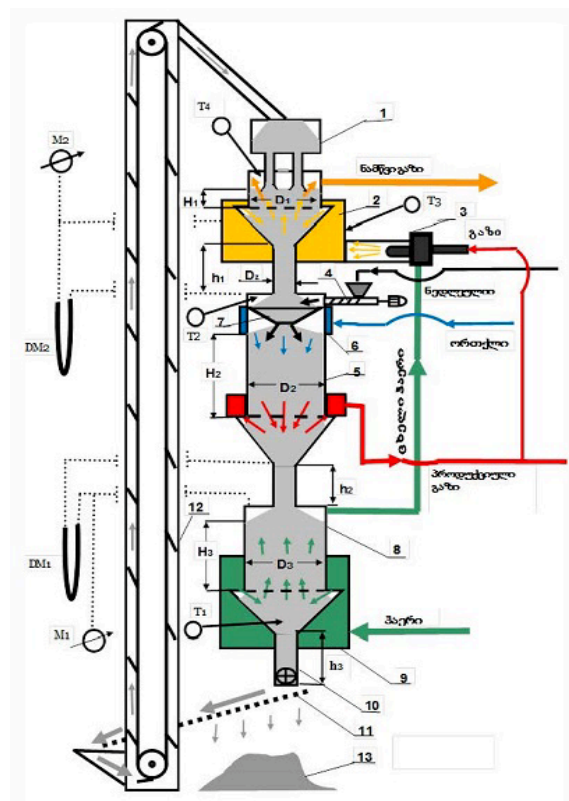 T4
1
M2
ნამწვიგაზი
H1
D1
2
T3
3
გაზი
h1
D2
4
ნედლეული
T2
7
6
ორთქლი
DM2
H2
5
D2
ცხელი ჰაერი
პროდუქტიული
გაზი
h2
12
8
H3
DM1
D3
T1
ჰაერი
M1
h3
9
10
11
13